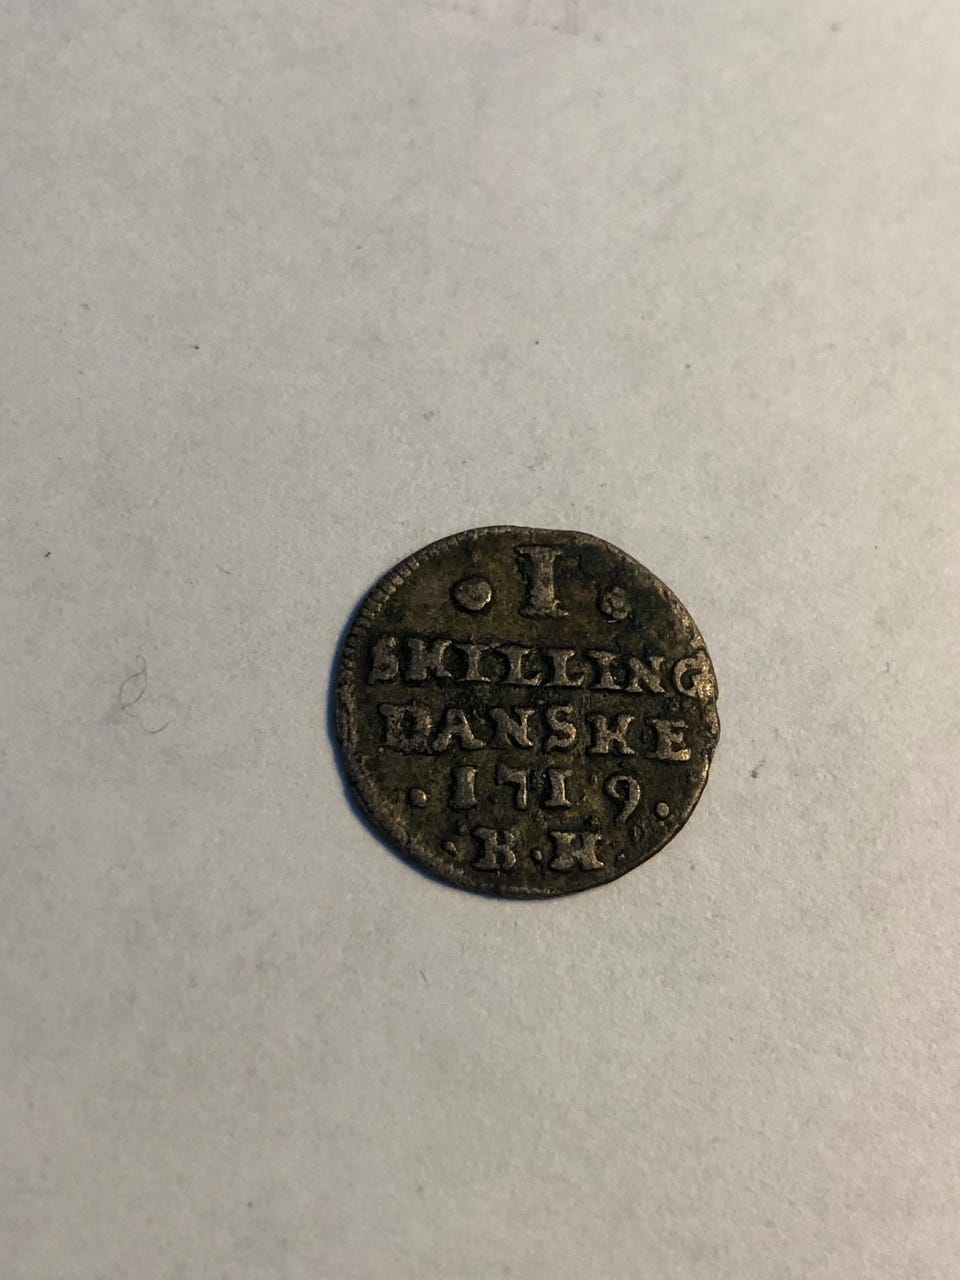 · I ·
SKILLING
DANSKE
· 1719 ·
· B · H ·